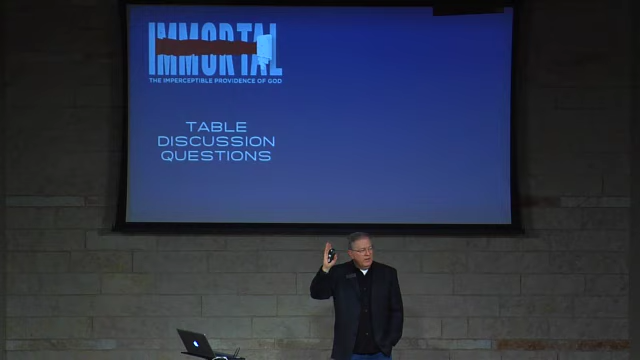 IMMORTAL
THE IMPERCEPTIBLE PROVIDENCE OF GOD
TABLE
DISCUSSION
QUESTIONS